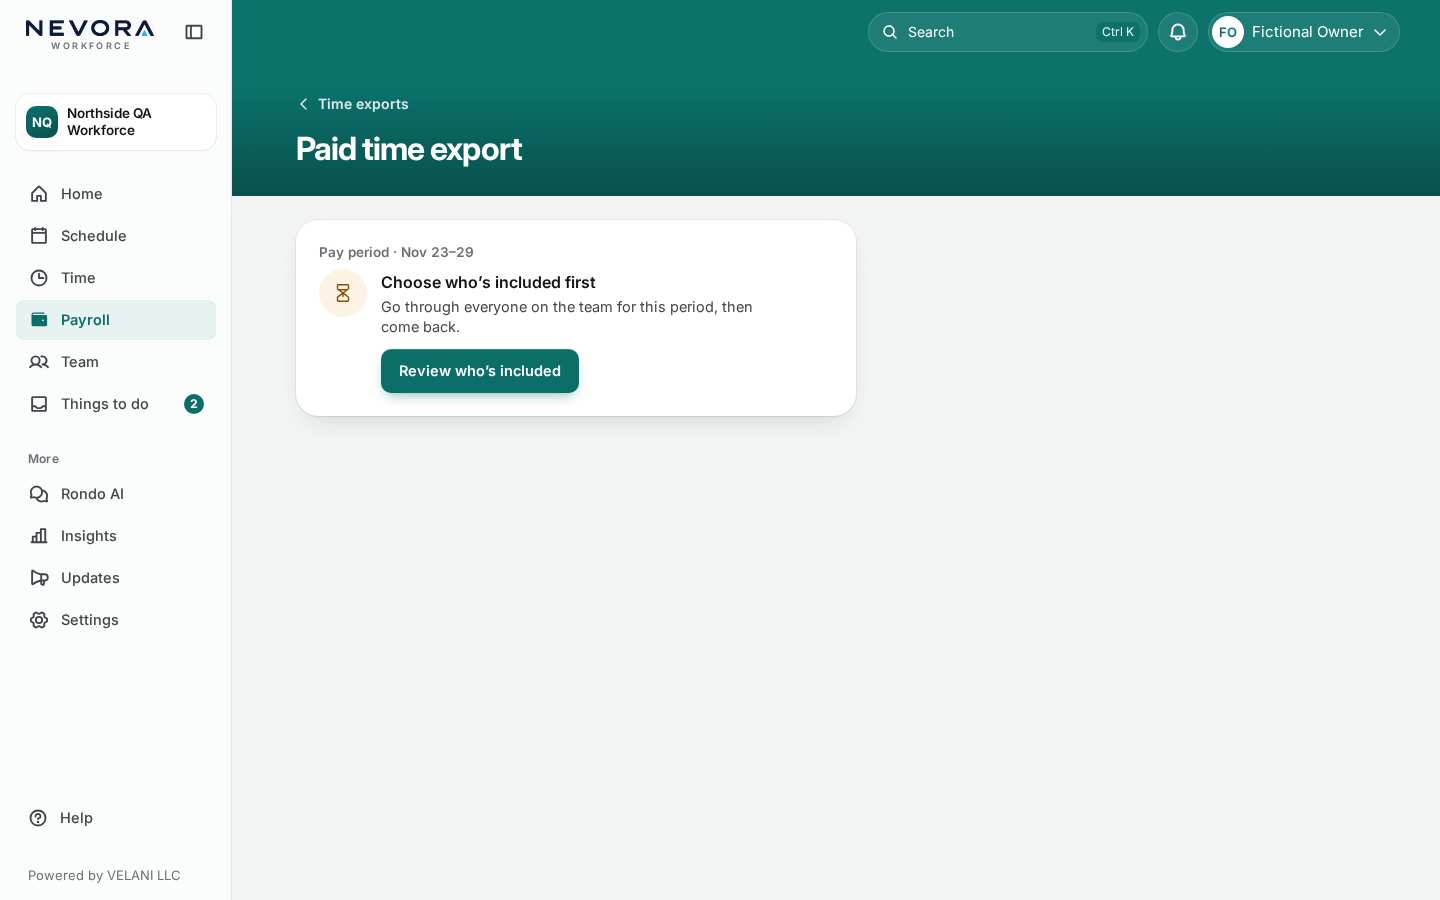 NEVORA
WORKFORCE
Search
Ctrl K
FO
Fictional Owner
NQ
Northside QA
Workforce
Time exports
Paid time export
Home
Schedule
Time
Payroll
Team
Things to do
2
More
Rondo AI
Insights
Updates
Settings
Help
Powered by VELANI LLC
Pay period · Nov 23–29
Choose who’s included first
Go through everyone on the team for this period, then
come back.
Review who’s included